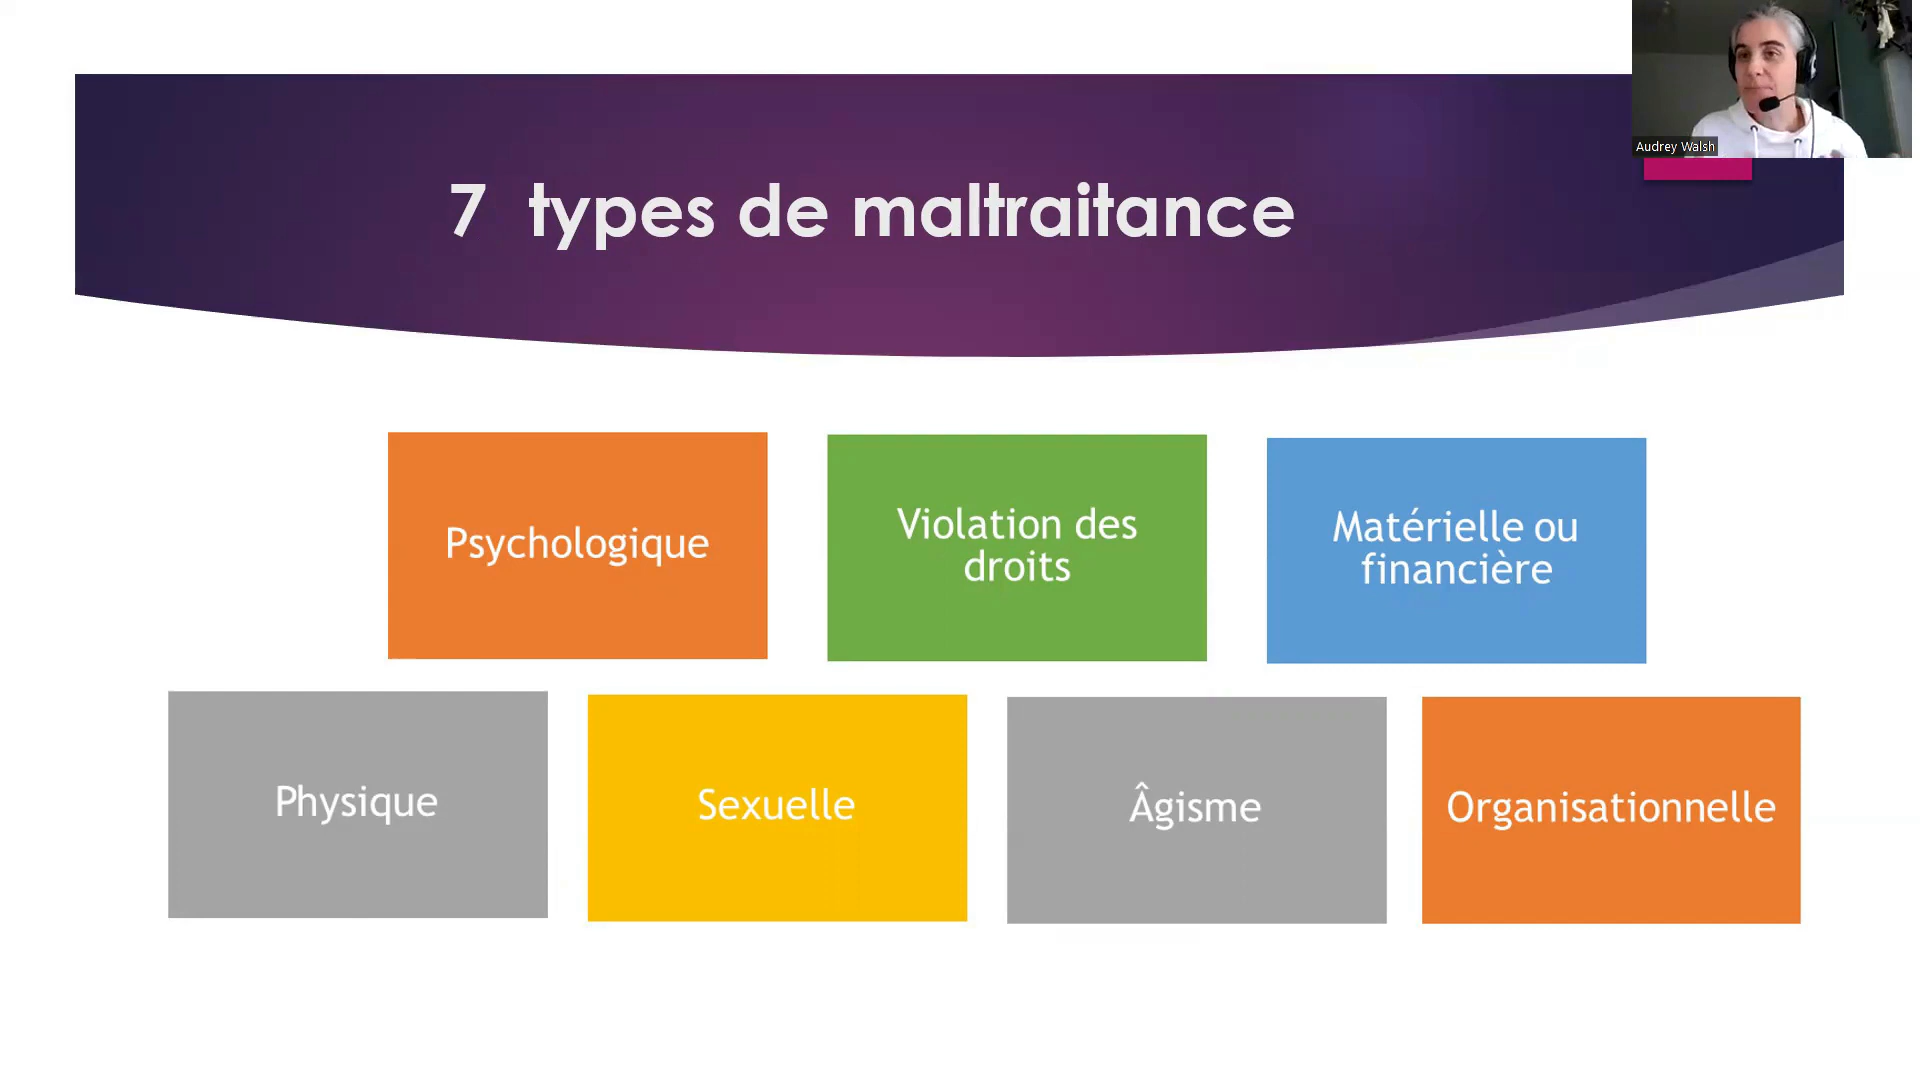 Audrey Walsh
7 types de maltraitance
Psychologique
Violation des
droits
Matérielle ou
financière
Physique
Sexuelle
Âgisme
Organisationnelle